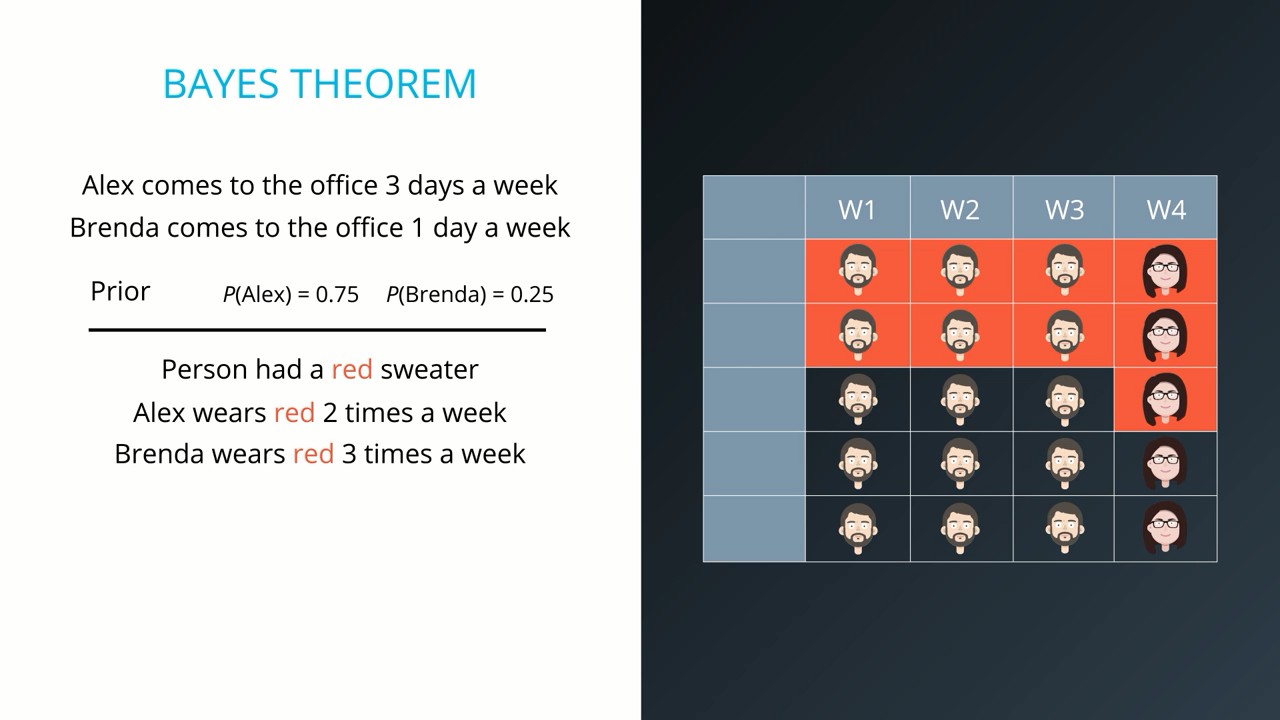 BAYES THEOREM
Alex comes to the office 3 days a week
Brenda comes to the office 1 day a week
Prior P(Alex) = 0.75 P(Brenda) = 0.25
Person had a red sweater
Alex wears red 2 times a week
Brenda wears red 3 times a week
W1 W2 W3 W4